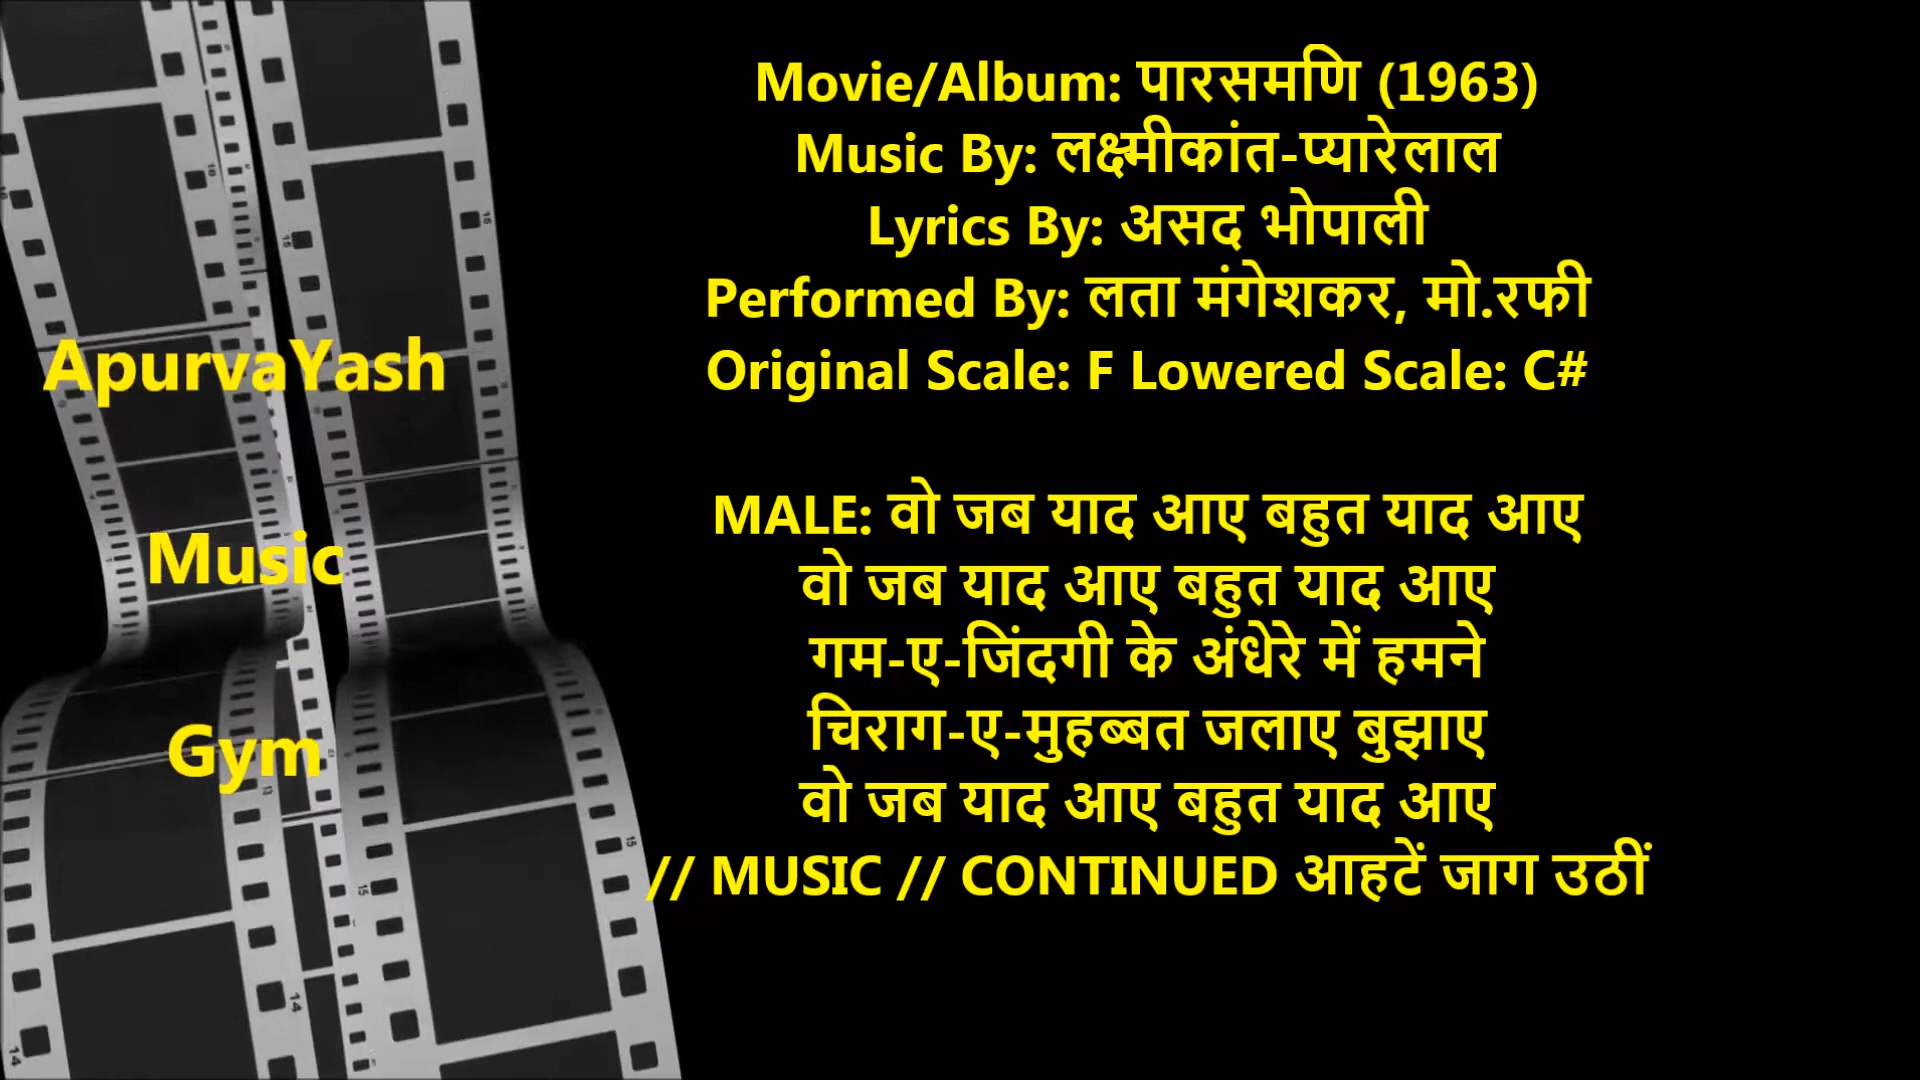 ApurvaYash
Music
Gym
Movie/Album: पारसमणि (1963)
Music By: लक्ष्मीकांत-प्यारेलाल
Lyrics By: असद भोपाली
Performed By: लता मंगेशकर, मो.रफी
Original Scale: F Lowered Scale: C#
MALE: वो जब याद आए बहुत याद आए
वो जब याद आए बहुत याद आए
गम-ए-जिंदगी के अंधेरे में हमने
चिराग-ए-मुहब्बत जलाए बुझाए
वो जब याद आए बहुत याद आए
// MUSIC // CONTINUED आहटें जाग उठीं